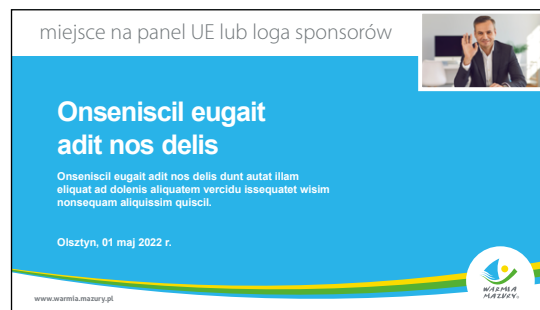 miejsce na panel UE lub loga sponsorów
Onseniscil eugait
adit nos delis
Onseniscil eugait adit nos delis dunt autat illam
eliquat ad dolenis aliquatem vercidu issequatet wisim
nonsequam aliquissim quiscil.
Olsztyn, 01 maj 2022 r.
www.warmia.mazury.pl
WARMIA
MAZURY®